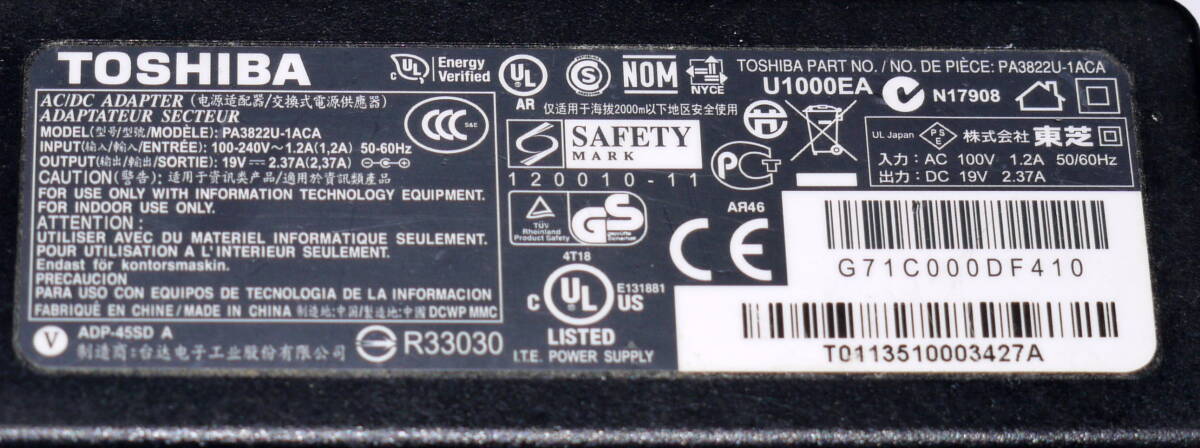 TOSHIBA
AC/DC ADAPTER (电源适配器/交換式電源供應器)
ADAPTATEUR SECTEUR
MODEL(型号/型號/MODÈLE): PA3822U-1ACA
INPUT(输入/輸入/ENTRÉE): 100-240V～1.2A(1,2A) 50-60Hz
OUTPUT(输出/輸出/SORTIE): 19V⎓2.37A(2,37A)
CAUTION(警告): 适用于资讯类产品/適用於資訊類產品
FOR USE ONLY WITH INFORMATION TECHNOLOGY EQUIPMENT.
FOR INDOOR USE ONLY.
ATTENTION :
UTILISER AVEC DU MATERIEL INFORMATIQUE SEULEMENT.
POUR UTILISATION A L'INTERIEUR SEULEMENT.
Endast för kontorsmaskin.
PRECAUCION
PARA USO CON EQUIPOS DE TECNOLOGIA DE LA INFORMACION
FABRIQUÉ EN CHINE/MADE IN CHINA 制造地:中国/製造地:中國 DCWP MMC
V
ADP-45SD A
制造商:台达电子工业股份有限公司
R33030
CCC S&E
c UL Energy Verified
UL AR
S
NOM
NYCE
仅适用于海拔2000m以下地区安全使用
S SAFETY
MARK
120010-11
TÜV
Rheinland
Product Safety
GS
geprüfte
Sicherheit
4T18
C UL US
E131881
LISTED
I.T.E. POWER SUPPLY
TOSHIBA PART NO. / NO. DE PIÈCE: PA3822U-1ACA
U1000EA
N17908
UL Japan PSE 株式会社 東芝
入力: AC 100V 1.2A 50/60Hz
出力: DC 19V 2.37A
PCT
АЯ46
CE
G71C000DF410
T0113510003427A